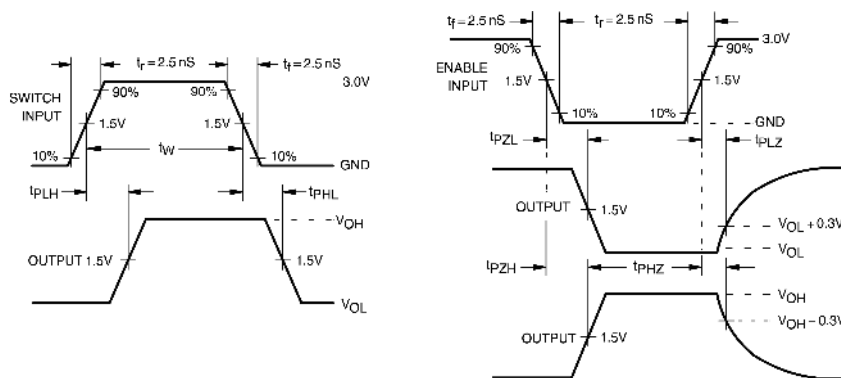 tr = 2.5 nS
tf = 2.5 nS
3.0V
90%
90%
SWITCH
INPUT
1.5V
1.5V
10%
tW
10%
GND
tPLH
tPHL
VOH
OUTPUT 1.5V
1.5V
VOL
tf = 2.5 nS
tr = 2.5 nS
3.0V
90%
90%
ENABLE
INPUT
1.5V
1.5V
10%
10%
GND
tPZL
tPLZ
OUTPUT
1.5V
VOL + 0.3V
VOL
tPZH
tPHZ
VOH
VOH – 0.3V
OUTPUT
1.5V